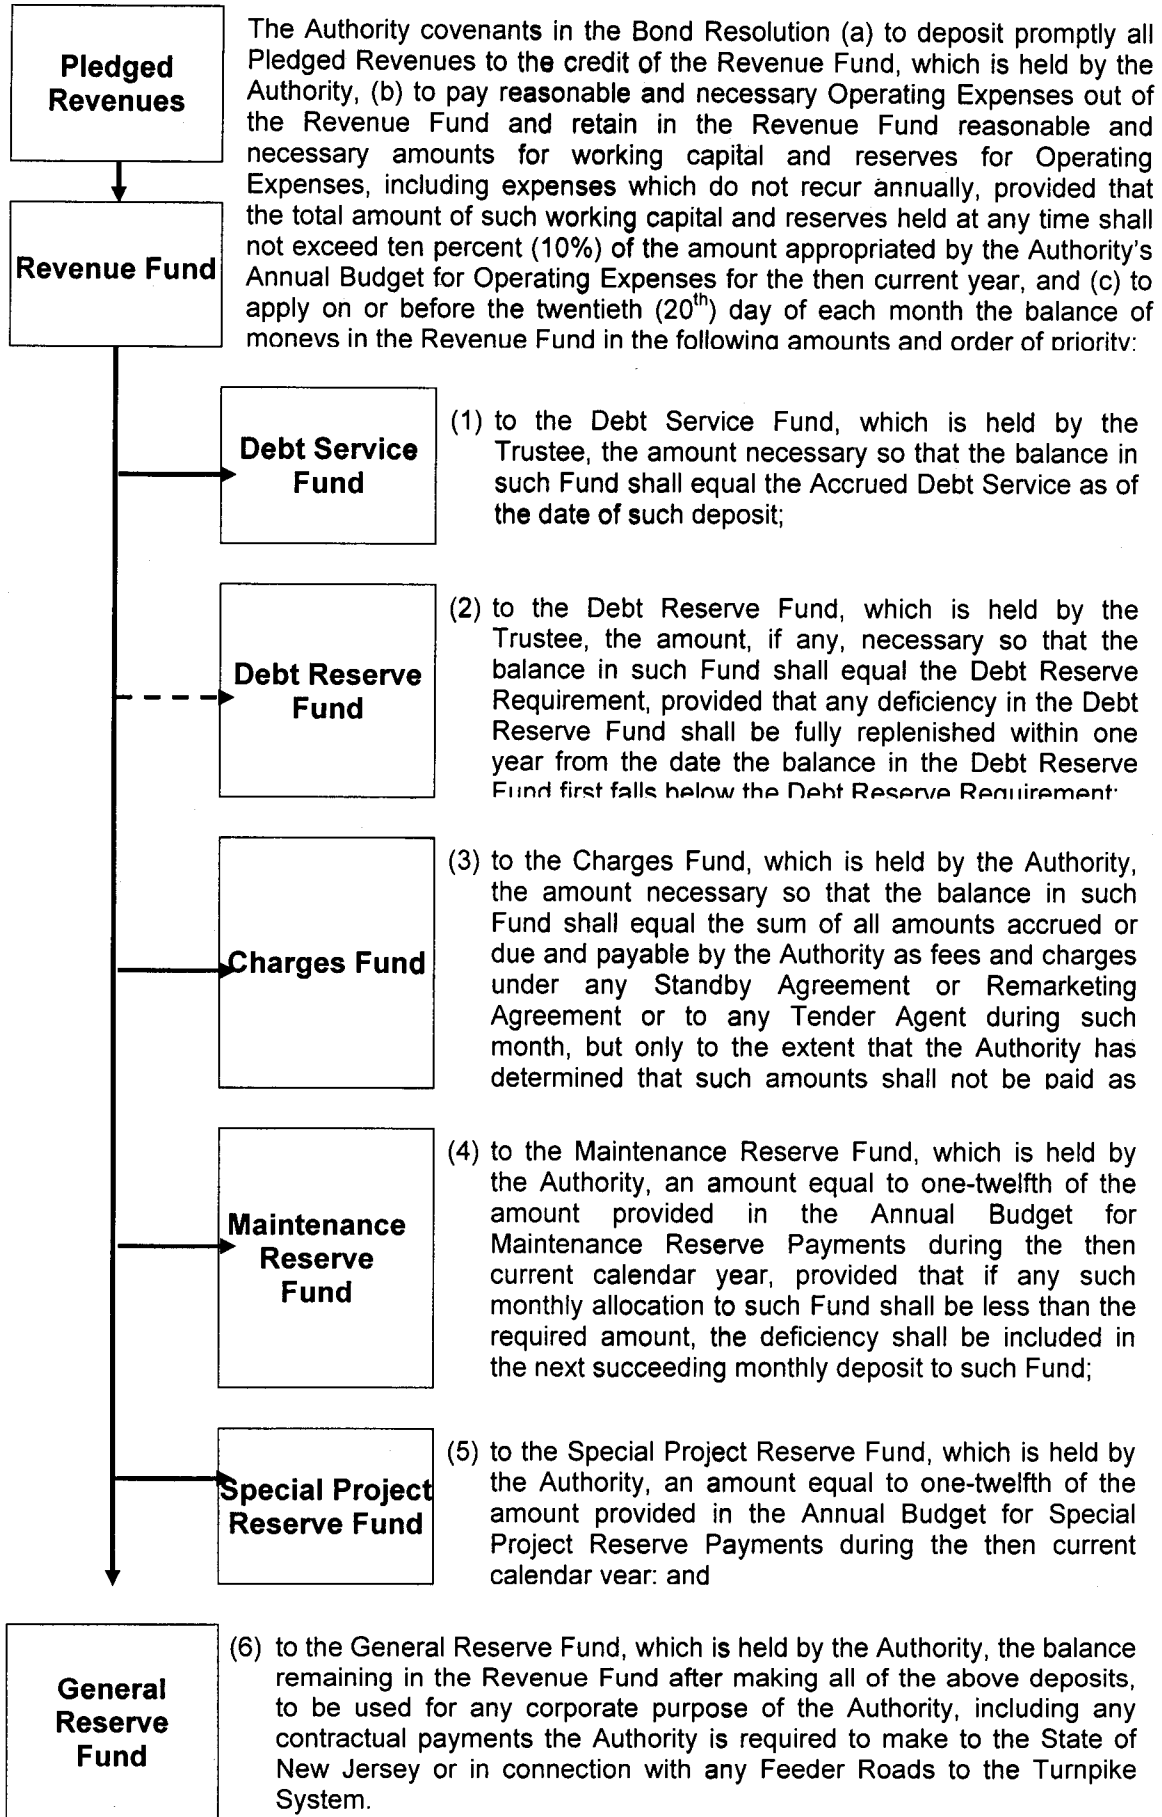 Pledged
Revenues
The Authority covenants in the Bond Resolution (a) to deposit promptly all
Pledged Revenues to the credit of the Revenue Fund, which is held by the
Authority, (b) to pay reasonable and necessary Operating Expenses out of
the Revenue Fund and retain in the Revenue Fund reasonable and
necessary amounts for working capital and reserves for Operating
Expenses, including expenses which do not recur annually, provided that
the total amount of such working capital and reserves held at any time shall
not exceed ten percent (10%) of the amount appropriated by the Authority's
Annual Budget for Operating Expenses for the then current year, and (c) to
apply on or before the twentieth (20th) day of each month the balance of
moneys in the Revenue Fund in the following amounts and order of priority:
Revenue Fund
Debt Service
Fund
(1) to the Debt Service Fund, which is held by the
Trustee, the amount necessary so that the balance in
such Fund shall equal the Accrued Debt Service as of
the date of such deposit;
Debt Reserve
Fund
(2) to the Debt Reserve Fund, which is held by the
Trustee, the amount, if any, necessary so that the
balance in such Fund shall equal the Debt Reserve
Requirement, provided that any deficiency in the Debt
Reserve Fund shall be fully replenished within one
year from the date the balance in the Debt Reserve
Fund first falls below the Debt Reserve Requirement;
Charges Fund
(3) to the Charges Fund, which is held by the Authority,
the amount necessary so that the balance in such
Fund shall equal the sum of all amounts accrued or
due and payable by the Authority as fees and charges
under any Standby Agreement or Remarketing
Agreement or to any Tender Agent during such
month, but only to the extent that the Authority has
determined that such amounts shall not be paid as
Maintenance
Reserve
Fund
(4) to the Maintenance Reserve Fund, which is held by
the Authority, an amount equal to one-twelfth of the
amount provided in the Annual Budget for
Maintenance Reserve Payments during the then
current calendar year, provided that if any such
monthly allocation to such Fund shall be less than the
required amount, the deficiency shall be included in
the next succeeding monthly deposit to such Fund;
Special Project
Reserve Fund
(5) to the Special Project Reserve Fund, which is held by
the Authority, an amount equal to one-twelfth of the
amount provided in the Annual Budget for Special
Project Reserve Payments during the then current
calendar year; and
General
Reserve
Fund
(6) to the General Reserve Fund, which is held by the Authority, the balance
remaining in the Revenue Fund after making all of the above deposits,
to be used for any corporate purpose of the Authority, including any
contractual payments the Authority is required to make to the State of
New Jersey or in connection with any Feeder Roads to the Turnpike
System.